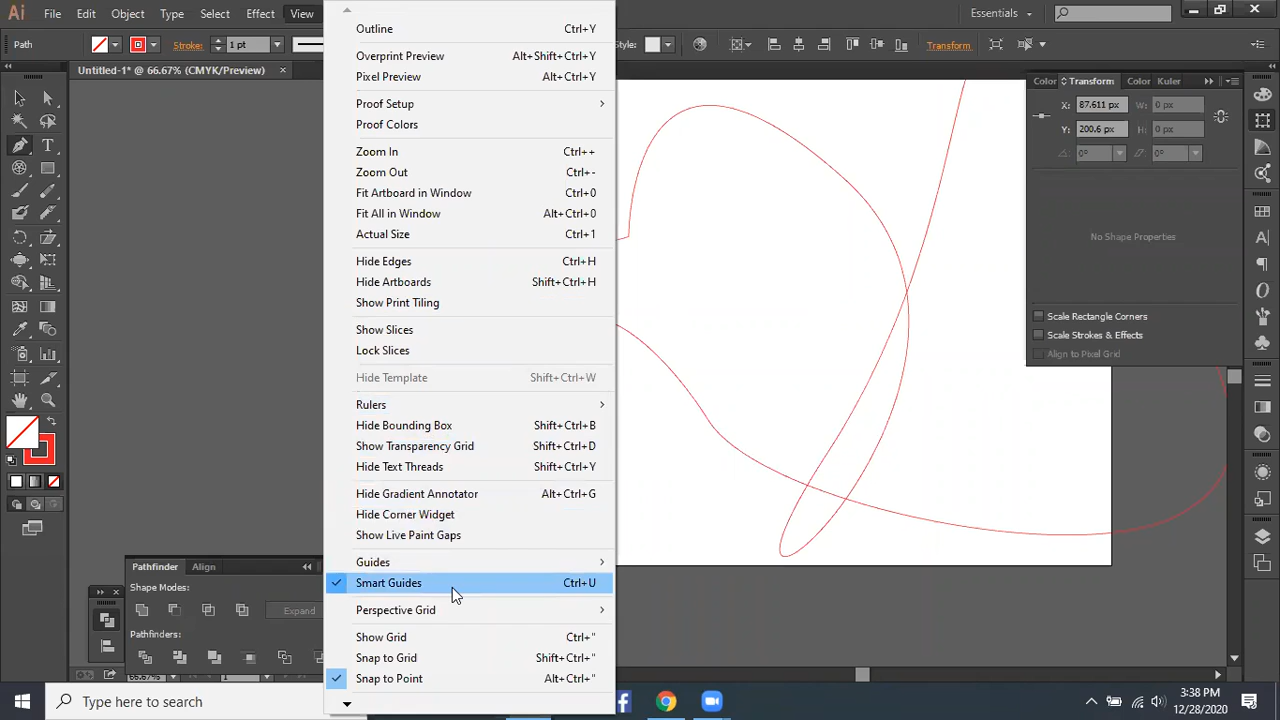 Ai File Edit Object Type Select Effect View Essentials
Path Stroke: 1 pt Style: Transform
Untitled-1* @ 66.67% (CMYK/Preview)
Outline Ctrl+Y
Overprint Preview Alt+Shift+Ctrl+Y
Pixel Preview Alt+Ctrl+Y
Proof Setup
Proof Colors
Zoom In Ctrl++
Zoom Out Ctrl+-
Fit Artboard in Window Ctrl+0
Fit All in Window Alt+Ctrl+0
Actual Size Ctrl+1
Hide Edges Ctrl+H
Hide Artboards Shift+Ctrl+H
Show Print Tiling
Show Slices
Lock Slices
Hide Template Shift+Ctrl+W
Rulers
Hide Bounding Box Shift+Ctrl+B
Show Transparency Grid Shift+Ctrl+D
Hide Text Threads Shift+Ctrl+Y
Hide Gradient Annotator Alt+Ctrl+G
Hide Corner Widget
Show Live Paint Gaps
Guides
Smart Guides Ctrl+U
Perspective Grid
Show Grid Ctrl+"
Snap to Grid Shift+Ctrl+"
Snap to Point Alt+Ctrl+"
Color Transform Color Kuler
X: 87.611 px W: 0 px
Y: 200.6 px H: 0 px
0° 0°
No Shape Properties
Scale Rectangle Corners
Scale Strokes & Effects
Align to Pixel Grid
Pathfinder Align
Shape Modes:
Expand
Pathfinders:
66.67% 1
Type here to search
3:38 PM
12/28/2020